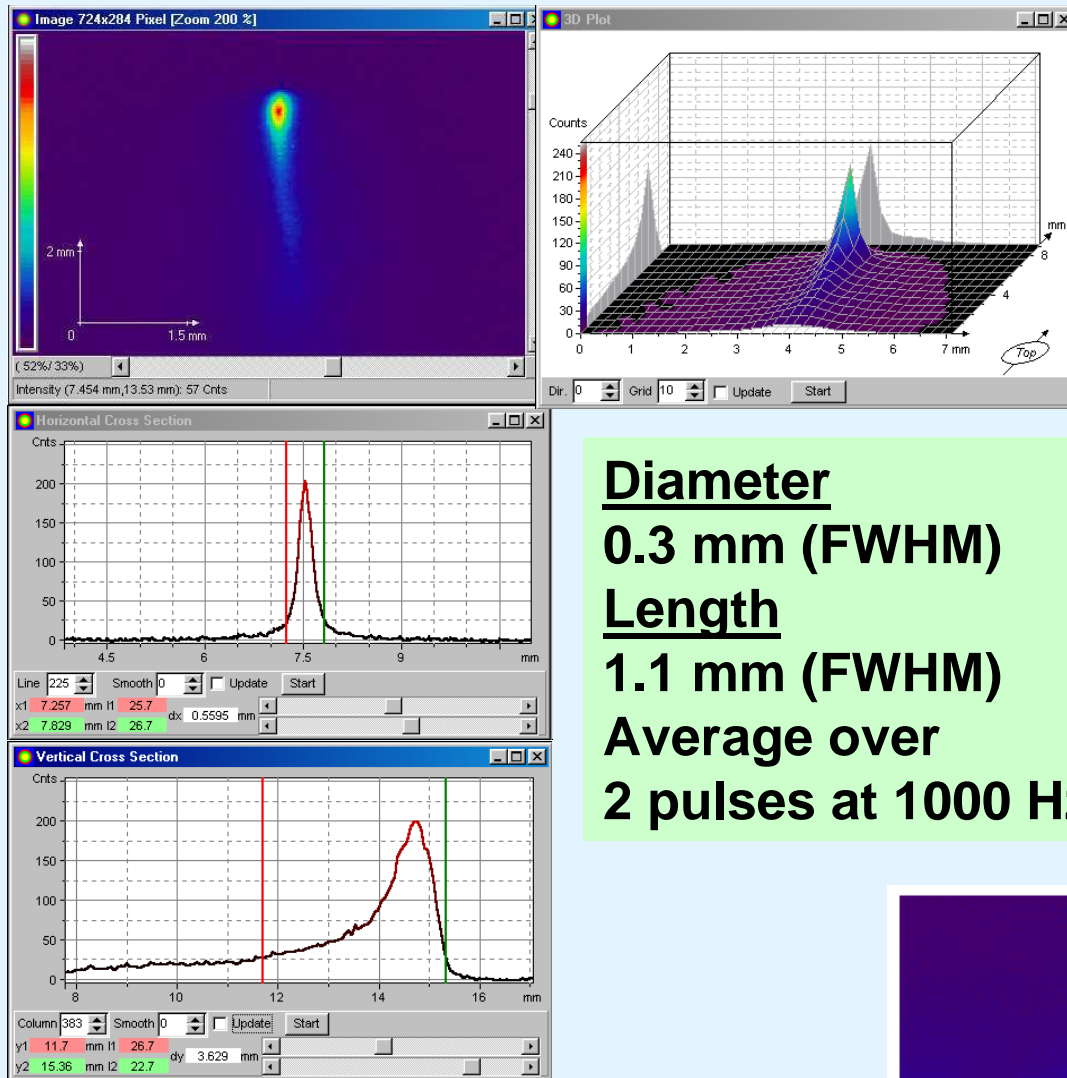 Image 724x284 Pixel [Zoom 200 %]
2 mm
0
1.5 mm
( 52%/ 33%)
Intensity (7.454 mm,13.53 mm): 57 Cnts
3D Plot
Counts
240
210
180
150
120
90
60
30
0
0 1 2 3 4 5 6 7 mm
4
8
mm
Top
Dir. 0 Grid 10 Update Start
Horizontal Cross Section
Cnts
200
150
100
50
0
4.5 6 7.5 9 mm
Line 225 Smooth 0 Update Start
x1 7.257 mm I1 25.7
dx 0.5595 mm
x2 7.829 mm I2 26.7
Vertical Cross Section
Cnts
200
150
100
50
0
8 10 12 14 16 mm
Column 383 Smooth 0 Update Start
y1 11.7 mm I1 26.7
dy 3.629 mm
y2 15.36 mm I2 22.7
Diameter
0.3 mm (FWHM)
Length
1.1 mm (FWHM)
Average over
2 pulses at 1000 Hz